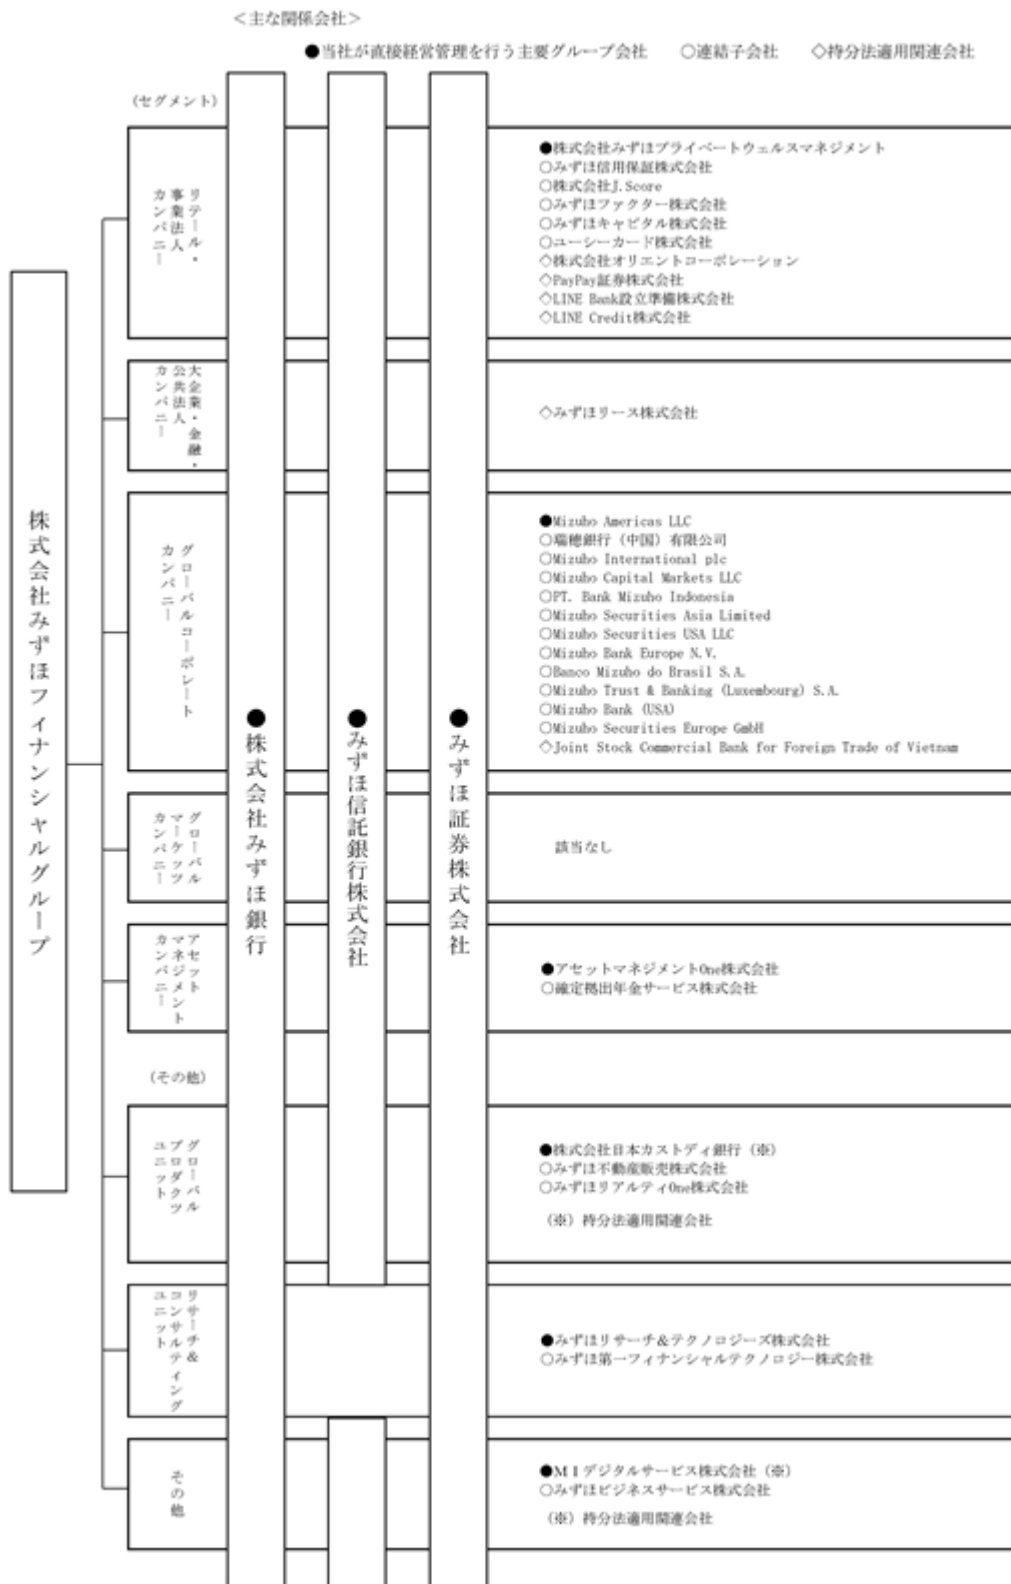 ＜主な関係会社＞
●当社が直接経営管理を行う主要グループ会社　○連結子会社　◇持分法適用関連会社
（セグメント）
株式会社みずほフィナンシャルグループ
●株式会社みずほ銀行
●みずほ信託銀行株式会社
●みずほ証券株式会社
リテール・
事業法人
カンパニー
●株式会社みずほプライベートウェルスマネジメント
○みずほ信用保証株式会社
○株式会社J.Score
○みずほファクター株式会社
○みずほキャピタル株式会社
○ユーシーカード株式会社
◇株式会社オリエントコーポレーション
◇PayPay証券株式会社
◇LINE Bank設立準備株式会社
◇LINE Credit株式会社
大企業・金融・
公共法人
カンパニー
◇みずほリース株式会社
グローバルコーポレート
カンパニー
●Mizuho Americas LLC
○瑞穂銀行（中国）有限公司
○Mizuho International plc
○Mizuho Capital Markets LLC
○PT. Bank Mizuho Indonesia
○Mizuho Securities Asia Limited
○Mizuho Securities USA LLC
○Mizuho Bank Europe N.V.
○Banco Mizuho do Brasil S.A.
○Mizuho Trust & Banking (Luxembourg) S.A.
○Mizuho Bank (USA)
○Mizuho Securities Europe GmbH
◇Joint Stock Commercial Bank for Foreign Trade of Vietnam
グローバル
マーケッツ
カンパニー
該当なし
アセット
マネジメント
カンパニー
●アセットマネジメントOne株式会社
○確定拠出年金サービス株式会社
（その他）
グローバル
プロダクツ
ユニット
●株式会社日本カストディ銀行（※）
○みずほ不動産販売株式会社
○みずほリアルティOne株式会社
（※）持分法適用関連会社
リサーチ＆
コンサルティング
ユニット
●みずほリサーチ＆テクノロジーズ株式会社
○みずほ第一フィナンシャルテクノロジー株式会社
その他
●ＭＩデジタルサービス株式会社（※）
○みずほビジネスサービス株式会社
（※）持分法適用関連会社